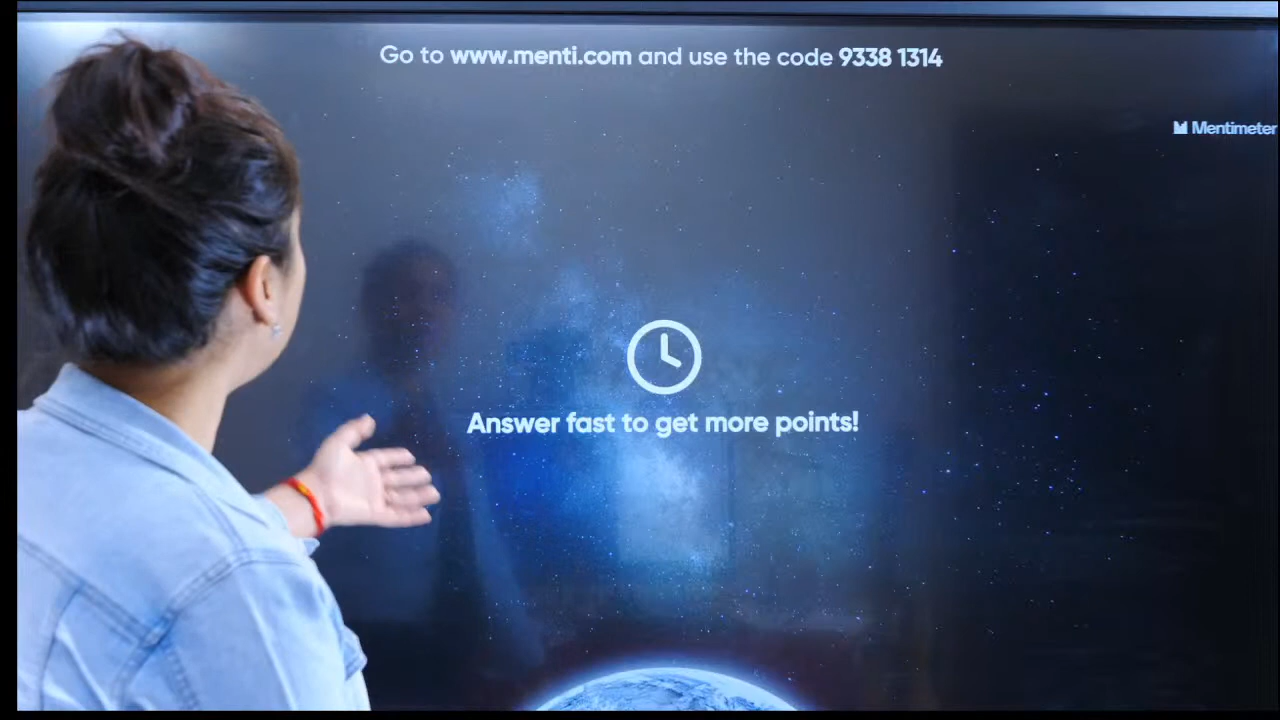 Go to www.menti.com and use the code 9338 1314
Mentimeter
Answer fast to get more points!